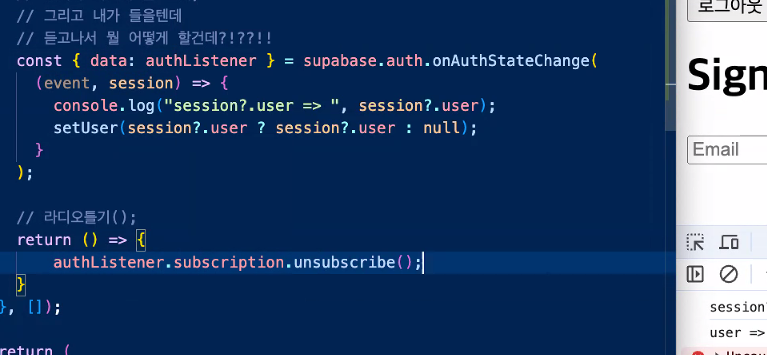 // 그리고 내가 들을텐데
// 듣고나서 뭘 어떻게 할건데?!??!!
const { data: authListener } = supabase.auth.onAuthStateChange(
(event, session) => {
console.log("session?.user => ", session?.user);
setUser(session?.user ? session?.user : null);
}
);
// 라디오틀기();
return () => {
authListener.subscription.unsubscribe();
}
}, []);
return (
로그아웃
Sign
Email
session?
user =>